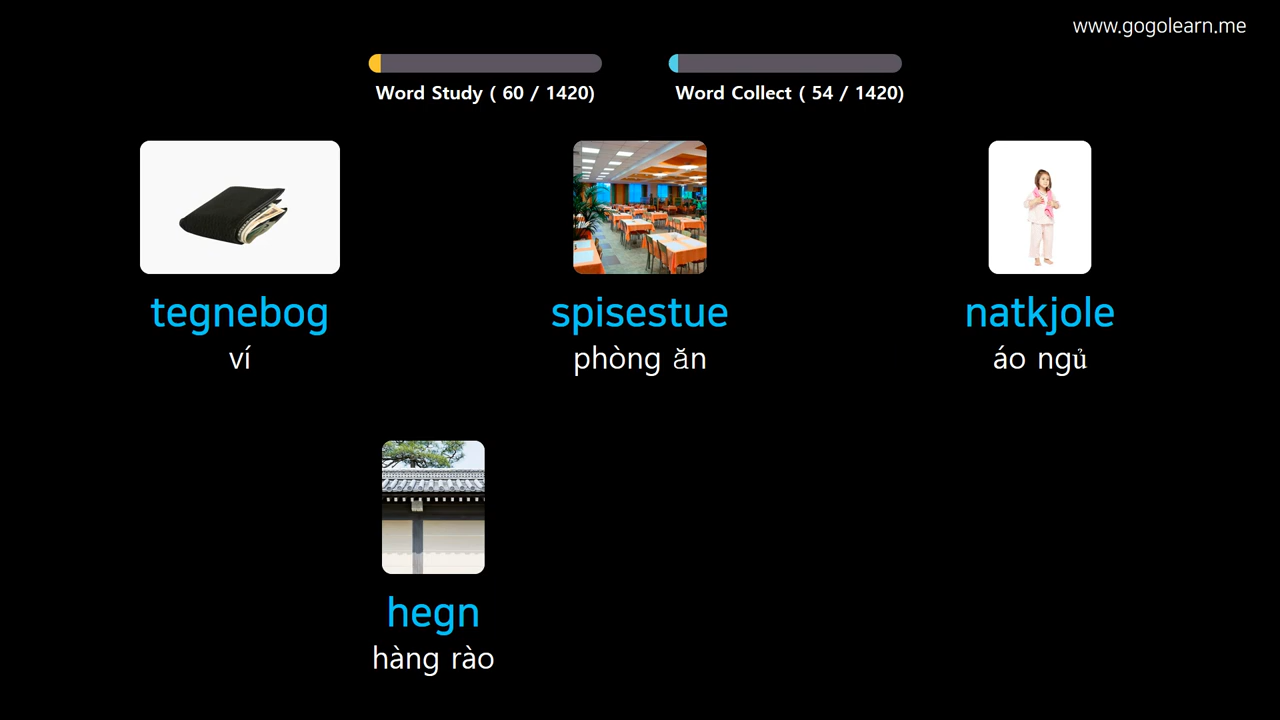 www.gogolearn.me
Word Study ( 60 / 1420)
Word Collect ( 54 / 1420)
tegnebog
ví
spisestue
phòng ăn
natkjole
áo ngủ
hegn
hàng rào